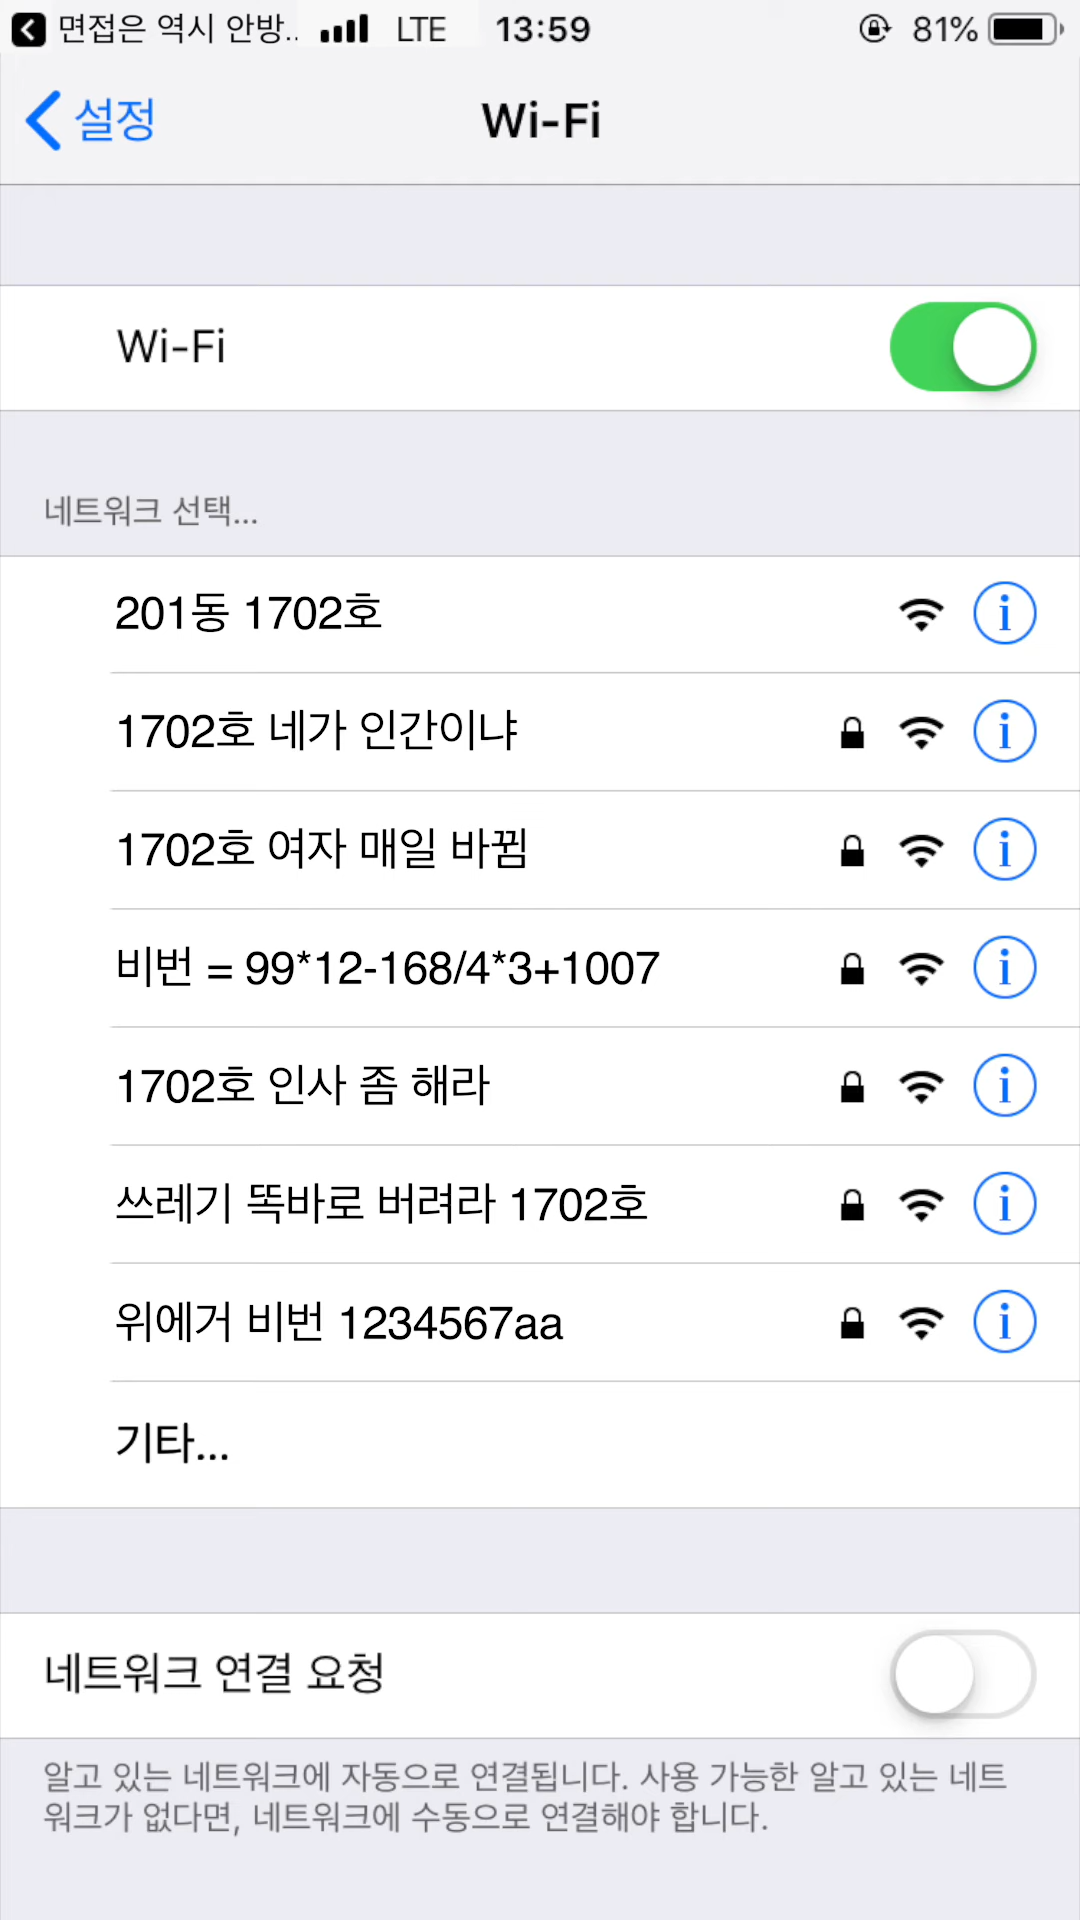 면접은 역시 안방.. LTE 13:59 81%
설정 Wi-Fi
Wi-Fi
네트워크 선택...
201동 1702호
1702호 네가 인간이냐
1702호 여자 매일 바뀜
비번 = 99*12-168/4*3+1007
1702호 인사 좀 해라
쓰레기 똑바로 버려라 1702호
위에거 비번 1234567aa
기타...
네트워크 연결 요청
알고 있는 네트워크에 자동으로 연결됩니다. 사용 가능한 알고 있는 네트
워크가 없다면, 네트워크에 수동으로 연결해야 합니다.